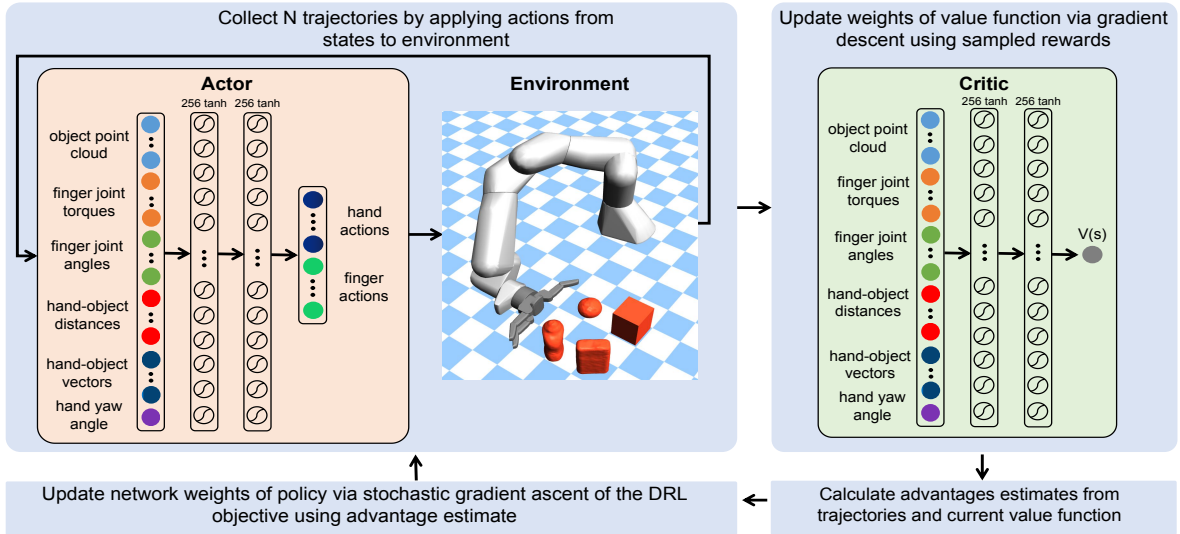 Collect N trajectories by applying actions from
states to environment
Actor
256 tanh 256 tanh
object point
cloud
finger joint
torques
finger joint
angles
hand-object
distances
hand-object
vectors
hand yaw
angle
hand
actions
finger
actions
Environment
Update weights of value function via gradient
descent using sampled rewards
Critic
256 tanh 256 tanh
object point
cloud
finger joint
torques
finger joint
angles
hand-object
distances
hand-object
vectors
hand yaw
angle
V(s)
Update network weights of policy via stochastic gradient ascent of the DRL
objective using advantage estimate
Calculate advantages estimates from
trajectories and current value function